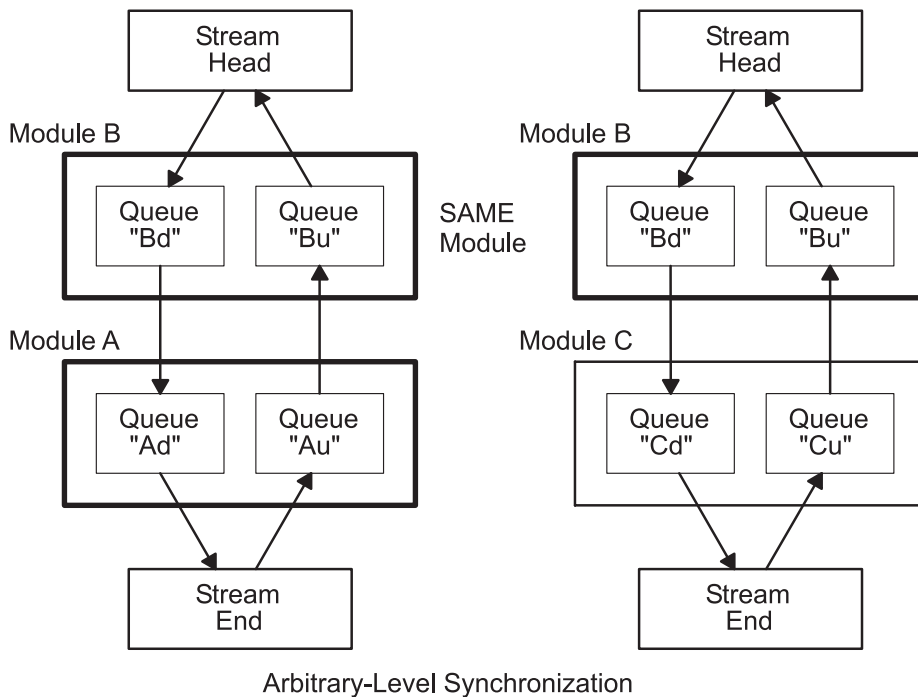 Stream
Head
Module B
Queue
"Bd"
Queue
"Bu"
Module A
Queue
"Ad"
Queue
"Au"
Stream
End
SAME
Module
Stream
Head
Module B
Queue
"Bd"
Queue
"Bu"
Module C
Queue
"Cd"
Queue
"Cu"
Stream
End
Arbitrary-Level Synchronization